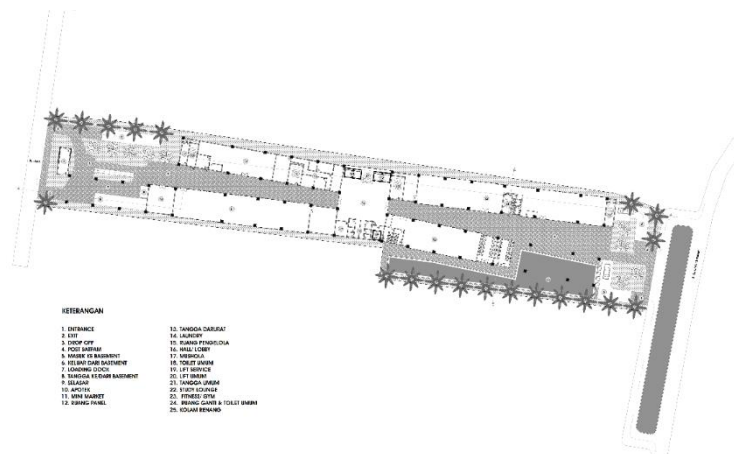 KETERANGAN
1. ENTRANCE
2. EXIT
3. DROP OFF
4. POST SATPAM
5. MASUK KE BASEMENT
6. KELUAR DARI BASEMENT
7. LOADING DOCK
8. TANGGA KE/DARI BASEMENT
9. SELASAR
10. APOTEK
11. MINI MARKET
12. RUANG PANEL
13. TANGGA DARURAT
14. LAUNDRY
15. RUANG PENGELOLA
16. HALL/ LOBBY
17. MUSHOLA
18. TOILET UMUM
19. LIFT SERVICE
20. LIFT UMUM
21. TANGGA UMUM
22. STUDY LOUNGE
23. FITNESS/ GYM
24. RUANG GANTI & TOILET UMUM
25. KOLAM RENANG